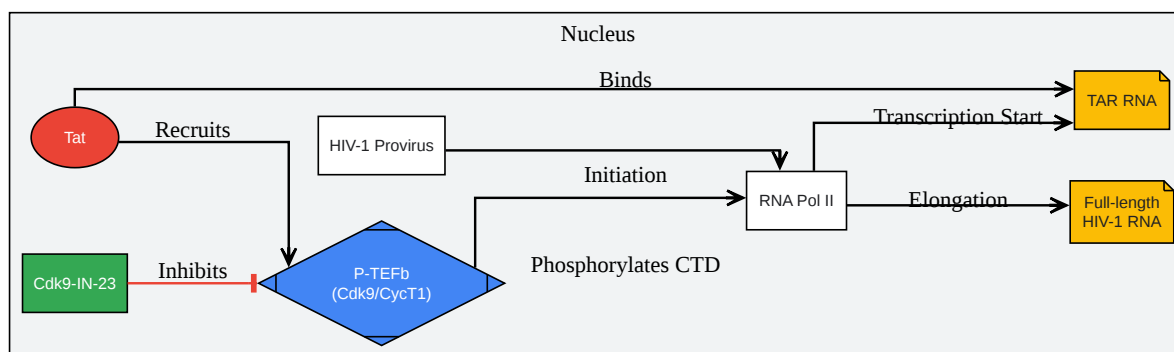 Nucleus
Binds
TAR RNA
Transcription Start
Tat
Recruits
HIV-1 Provirus
Initiation
RNA Pol II
Elongation
Full-length
HIV-1 RNA
Cdk9-IN-23
Inhibits
P-TEFb
(Cdk9/CycT1)
Phosphorylates CTD